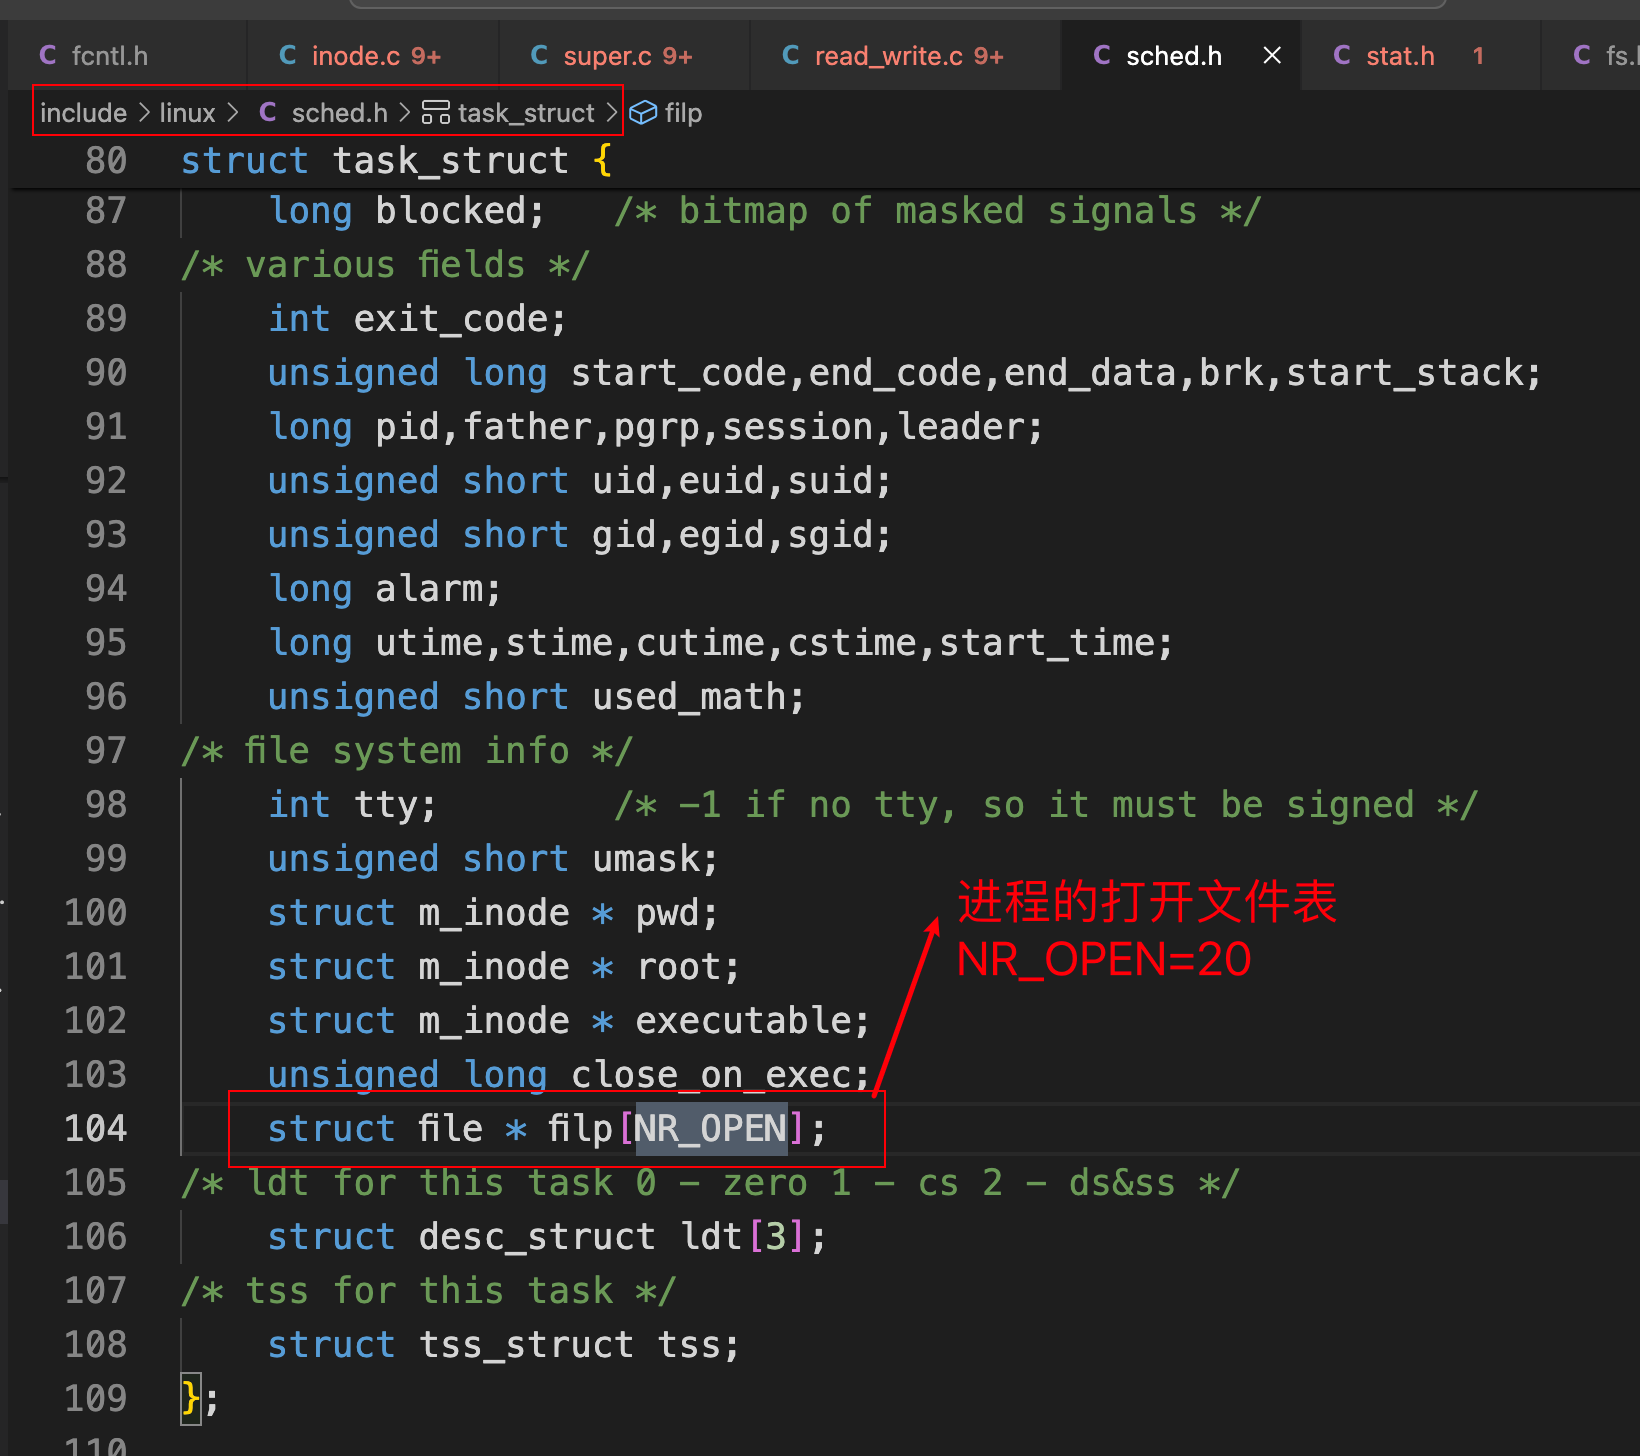 C fcntl.h C inode.c 9+ C super.c 9+ C read_write.c 9+ C sched.h × C stat.h 1 C
include > linux > C sched.h > task_struct > filp
80 struct task_struct {
87 long blocked; /* bitmap of masked signals */
88 /* various fields */
89 int exit_code;
90 unsigned long start_code,end_code,end_data,brk,start_stack;
91 long pid,father,pgrp,session,leader;
92 unsigned short uid,euid,suid;
93 unsigned short gid,egid,sgid;
94 long alarm;
95 long utime,stime,cutime,cstime,start_time;
96 unsigned short used_math;
97 /* file system info */
98 int tty; /* -1 if no tty, so it must be signed */
99 unsigned short umask;
进程的打开文件表
100 struct m_inode * pwd;
NR_OPEN=20
101 struct m_inode * root;
102 struct m_inode * executable;
103 unsigned long close_on_exec;
104 struct file * filp[NR_OPEN];
105 /* ldt for this task 0 - zero 1 - cs 2 - ds&ss */
106 struct desc_struct ldt[3];
107 /* tss for this task */
108 struct tss_struct tss;
109 };
110